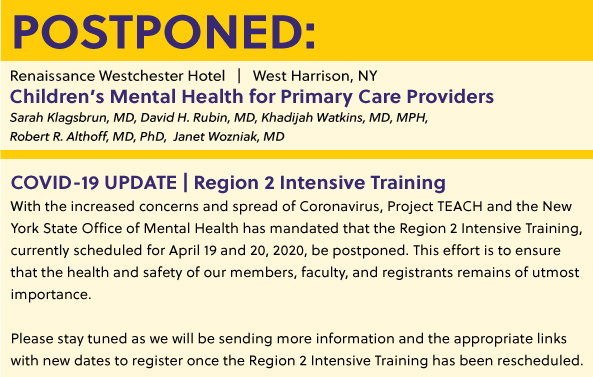 POSTPONED:
Renaissance Westchester Hotel | West Harrison, NY
Children's Mental Health for Primary Care Providers
Sarah Klagsbrun, MD, David H. Rubin, MD, Khadijah Watkins, MD, MPH,
Robert R. Althoff, MD, PhD, Janet Wozniak, MD
COVID-19 UPDATE | Region 2 Intensive Training
With the increased concerns and spread of Coronavirus, Project TEACH and the New
York State Office of Mental Health has mandated that the Region 2 Intensive Training,
currently scheduled for April 19 and 20, 2020, be postponed. This effort is to ensure
that the health and safety of our members, faculty, and registrants remains of utmost
importance.
Please stay tuned as we will be sending more information and the appropriate links
with new dates to register once the Region 2 Intensive Training has been rescheduled.